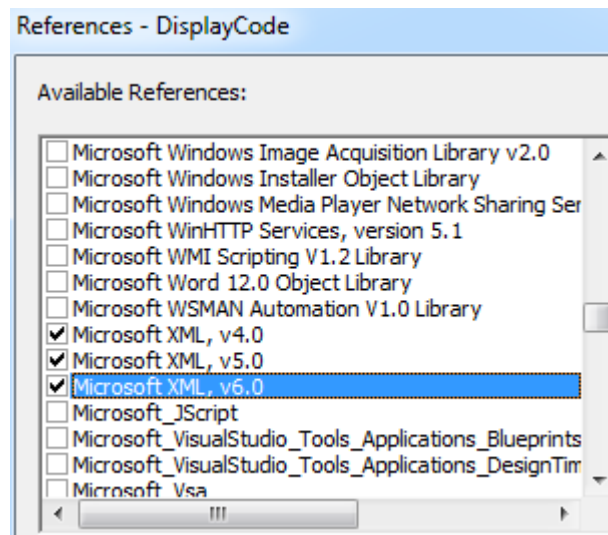 References - DisplayCode
Available References:
Microsoft Windows Image Acquisition Library v2.0
Microsoft Windows Installer Object Library
Microsoft Windows Media Player Network Sharing Ser
Microsoft WinHTTP Services, version 5.1
Microsoft WMI Scripting V1.2 Library
Microsoft Word 12.0 Object Library
Microsoft WSMAN Automation V1.0 Library
Microsoft XML, v4.0
Microsoft XML, v5.0
Microsoft XML, v6.0
Microsoft_JScript
Microsoft_VisualStudio_Tools_Applications_Blueprints
Microsoft_VisualStudio_Tools_Applications_DesignTim
Microsoft_Vsa